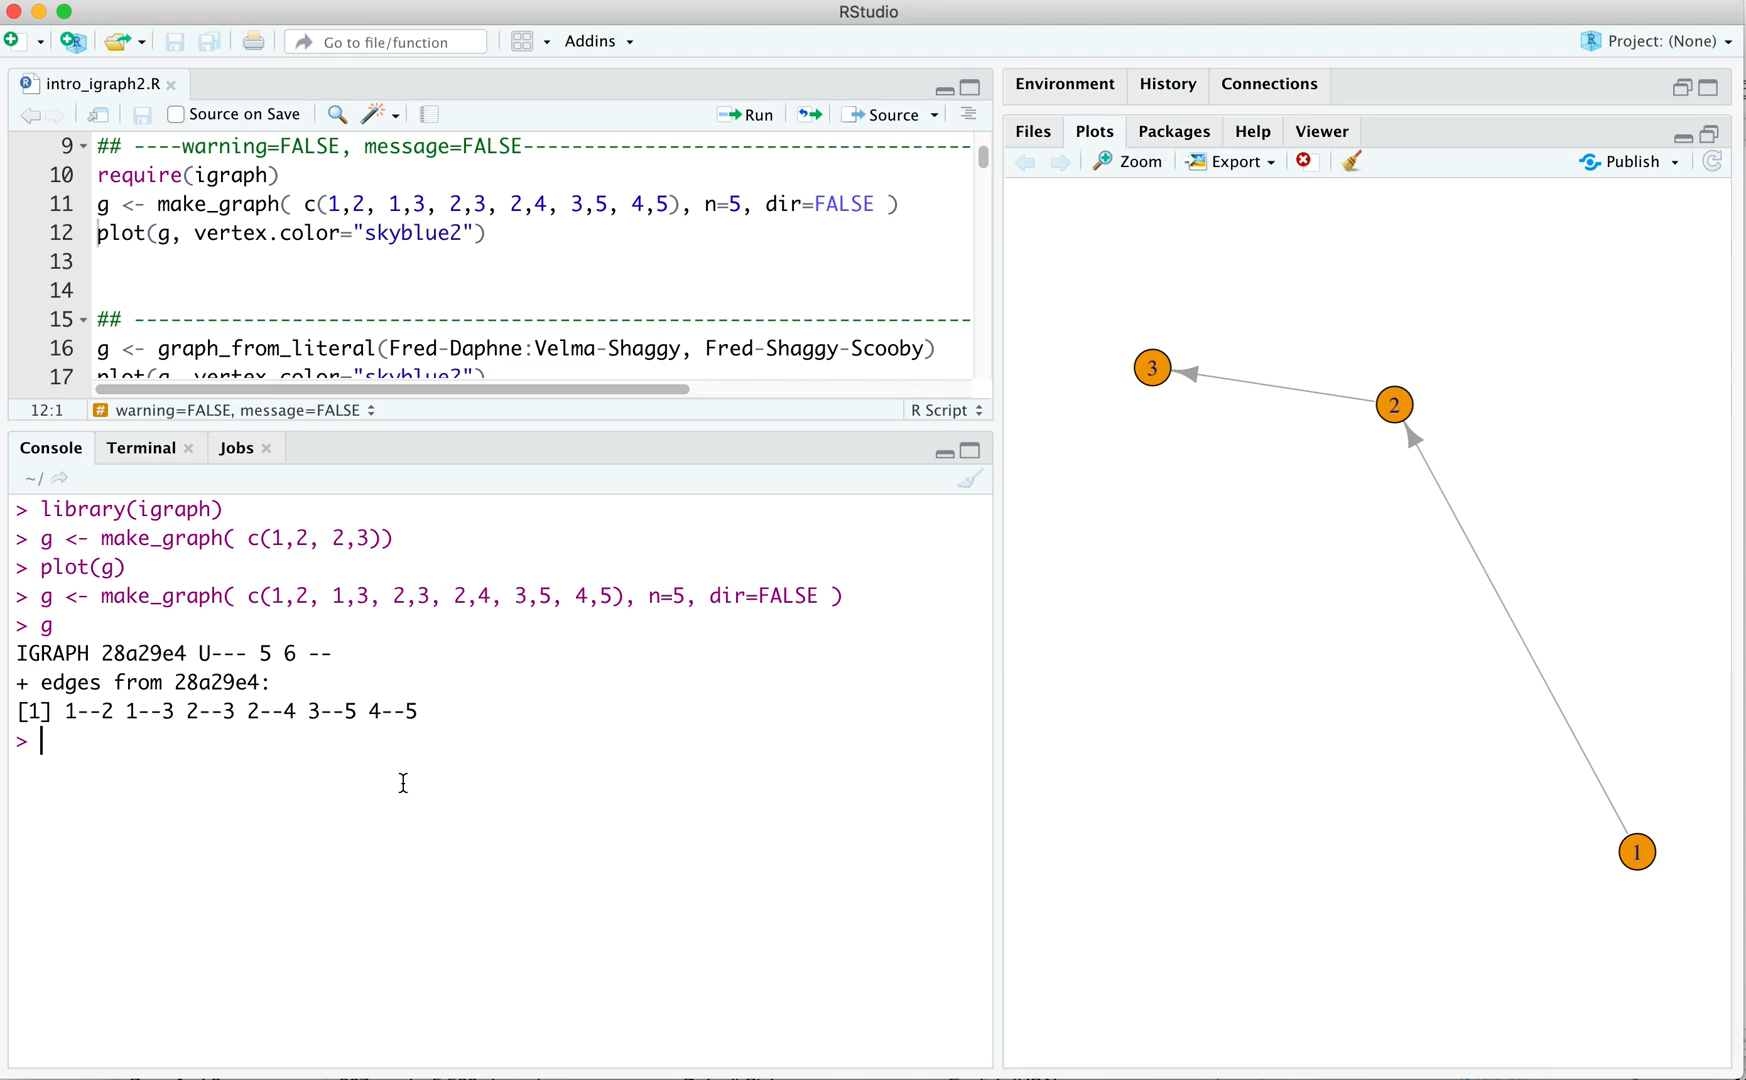 RStudio
Go to file/function
Addins
Project: (None)
intro_igraph2.R
Source on Save
Run
Source
9 ## ----warning=FALSE, message=FALSE-------------------------------------
10 require(igraph)
11 g <- make_graph( c(1,2, 1,3, 2,3, 2,4, 3,5, 4,5), n=5, dir=FALSE )
12 plot(g, vertex.color="skyblue2")
13
14
15 ## ---------------------------------------------------------------------
16 g <- graph_from_literal(Fred-Daphne:Velma-Shaggy, Fred-Shaggy-Scooby)
17 plot(g, vertex.color="skyblue2")
12:1 # warning=FALSE, message=FALSE R Script
Console Terminal Jobs
~/
> library(igraph)
> g <- make_graph( c(1,2, 2,3))
> plot(g)
> g <- make_graph( c(1,2, 1,3, 2,3, 2,4, 3,5, 4,5), n=5, dir=FALSE )
> g
IGRAPH 28a29e4 U--- 5 6 --
+ edges from 28a29e4:
[1] 1--2 1--3 2--3 2--4 3--5 4--5
>
Environment History Connections
Files Plots Packages Help Viewer
Zoom Export Publish
3
2
1